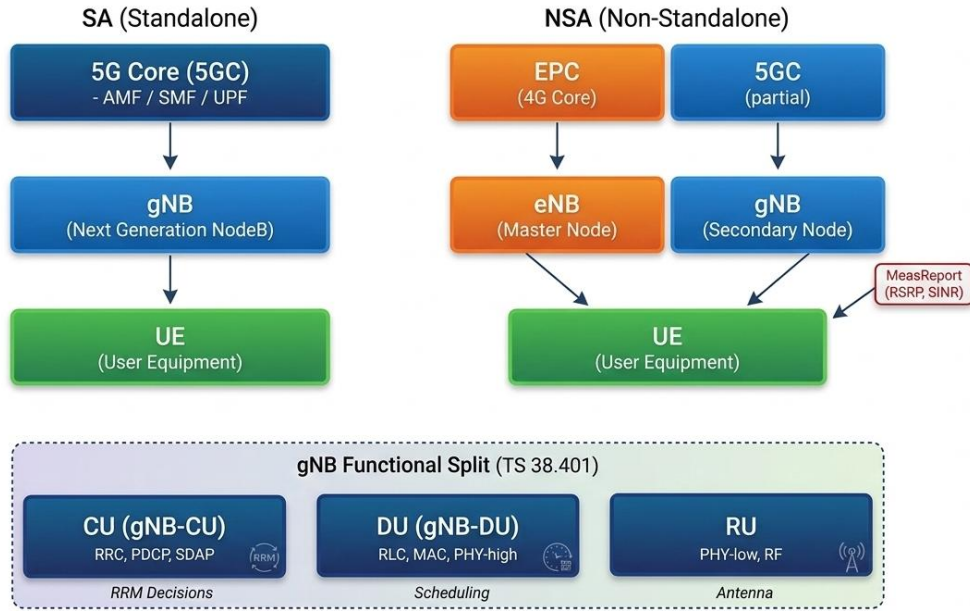 SA (Standalone)
5G Core (5GC)
- AMF / SMF / UPF
gNB
(Next Generation NodeB)
UE
(User Equipment)
NSA (Non-Standalone)
EPC
(4G Core)
5GC
(partial)
eNB
(Master Node)
gNB
(Secondary Node)
MeasReport
(RSRP, SINR)
UE
(User Equipment)
gNB Functional Split (TS 38.401)
CU (gNB-CU)
RRC, PDCP, SDAP
RRM
RRM Decisions
DU (gNB-DU)
RLC, MAC, PHY-high
Scheduling
RU
PHY-low, RF
Antenna